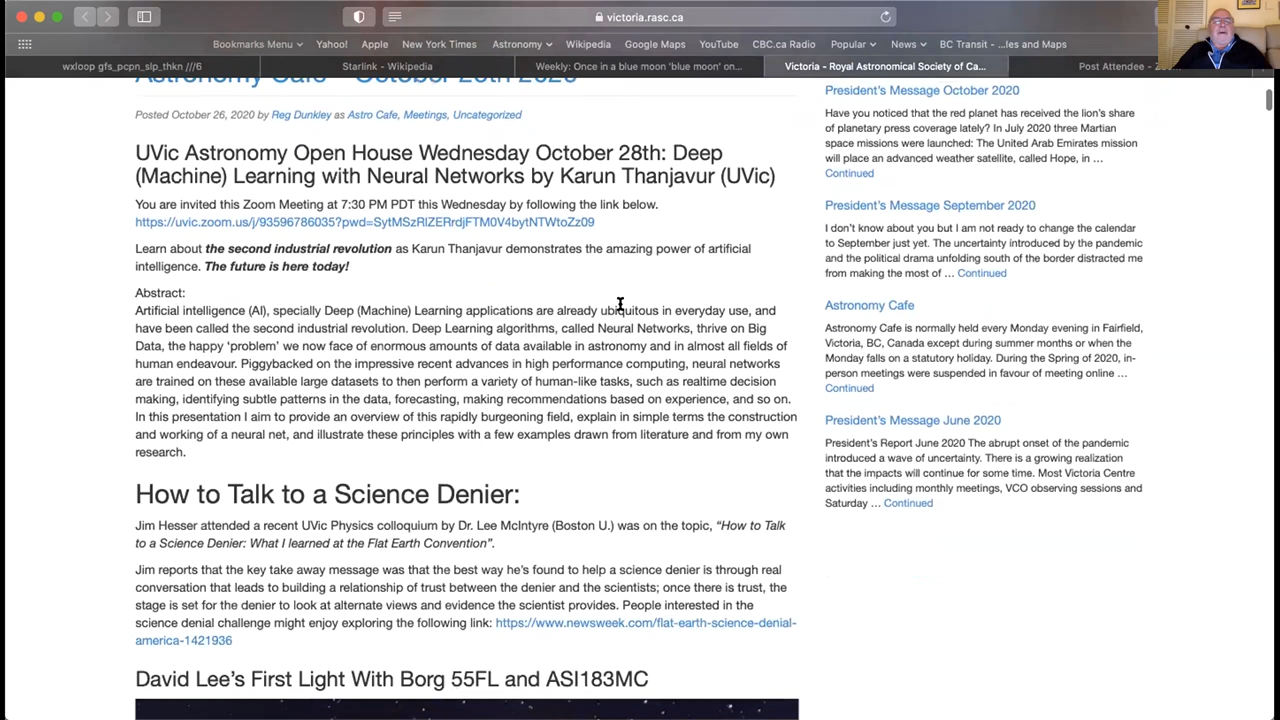 victoria.rasc.ca
Bookmarks Menu
Yahoo!
Apple
New York Times
Astronomy
Wikipedia
Google Maps
YouTube
CBC.ca Radio
Popular
News
BC Transit - ...les and Maps
wxloop gfs_pcpn_slp_thkn ///6
Starlink - Wikipedia
Weekly: Once in a blue moon 'blue moon' on...
Victoria - Royal Astronomical Society of Ca...
Post Attendee - Zoom
Astronomy Cafe - October 26th 2020
Posted October 26, 2020 by Reg Dunkley as Astro Cafe, Meetings, Uncategorized
UVic Astronomy Open House Wednesday October 28th: Deep
(Machine) Learning with Neural Networks by Karun Thanjavur (UVic)
You are invited this Zoom Meeting at 7:30 PM PDT this Wednesday by following the link below.
https://uvic.zoom.us/j/93596786035?pwd=SytMSzRlZERrdjFTM0V4bytNTWtoZz09
Learn about the second industrial revolution as Karun Thanjavur demonstrates the amazing power of artificial
intelligence. The future is here today!
Abstract:
Artificial intelligence (AI), specially Deep (Machine) Learning applications are already ubiquitous in everyday use, and
have been called the second industrial revolution. Deep Learning algorithms, called Neural Networks, thrive on Big
Data, the happy ‘problem’ we now face of enormous amounts of data available in astronomy and in almost all fields of
human endeavour. Piggybacked on the impressive recent advances in high performance computing, neural networks
are trained on these available large datasets to then perform a variety of human-like tasks, such as realtime decision
making, identifying subtle patterns in the data, forecasting, making recommendations based on experience, and so on.
In this presentation I aim to provide an overview of this rapidly burgeoning field, explain in simple terms the construction
and working of a neural net, and illustrate these principles with a few examples drawn from literature and from my own
research.
How to Talk to a Science Denier:
Jim Hesser attended a recent UVic Physics colloquium by Dr. Lee McIntyre (Boston U.) was on the topic, “How to Talk
to a Science Denier: What I learned at the Flat Earth Convention”.
Jim reports that the key take away message was that the best way he’s found to help a science denier is through real
conversation that leads to building a relationship of trust between the denier and the scientists; once there is trust, the
stage is set for the denier to look at alternate views and evidence the scientist provides. People interested in the
science denial challenge might enjoy exploring the following link: https://www.newsweek.com/flat-earth-science-denial-
america-1421936
David Lee’s First Light With Borg 55FL and ASI183MC
President’s Message October 2020
Have you noticed that the red planet has received the lion’s share
of planetary press coverage lately? In July 2020 three Martian
space missions were launched: The United Arab Emirates mission
will place an advanced weather satellite, called Hope, in …
Continued
President’s Message September 2020
I don’t know about you but I am not ready to change the calendar
to September just yet. The uncertainty introduced by the pandemic
and the political drama unfolding south of the border distracted me
from making the most of … Continued
Astronomy Cafe
Astronomy Cafe is normally held every Monday evening in Fairfield,
Victoria, BC, Canada except during summer months or when the
Monday falls on a statutory holiday. During the Spring of 2020, in-
person meetings were suspended in favour of meeting online …
Continued
President’s Message June 2020
President’s Report June 2020 The abrupt onset of the pandemic
introduced a wave of uncertainty. There is a growing realization
that the impacts will continue for some time. Most Victoria Centre
activities including monthly meetings, VCO observing sessions and
Saturday … Continued